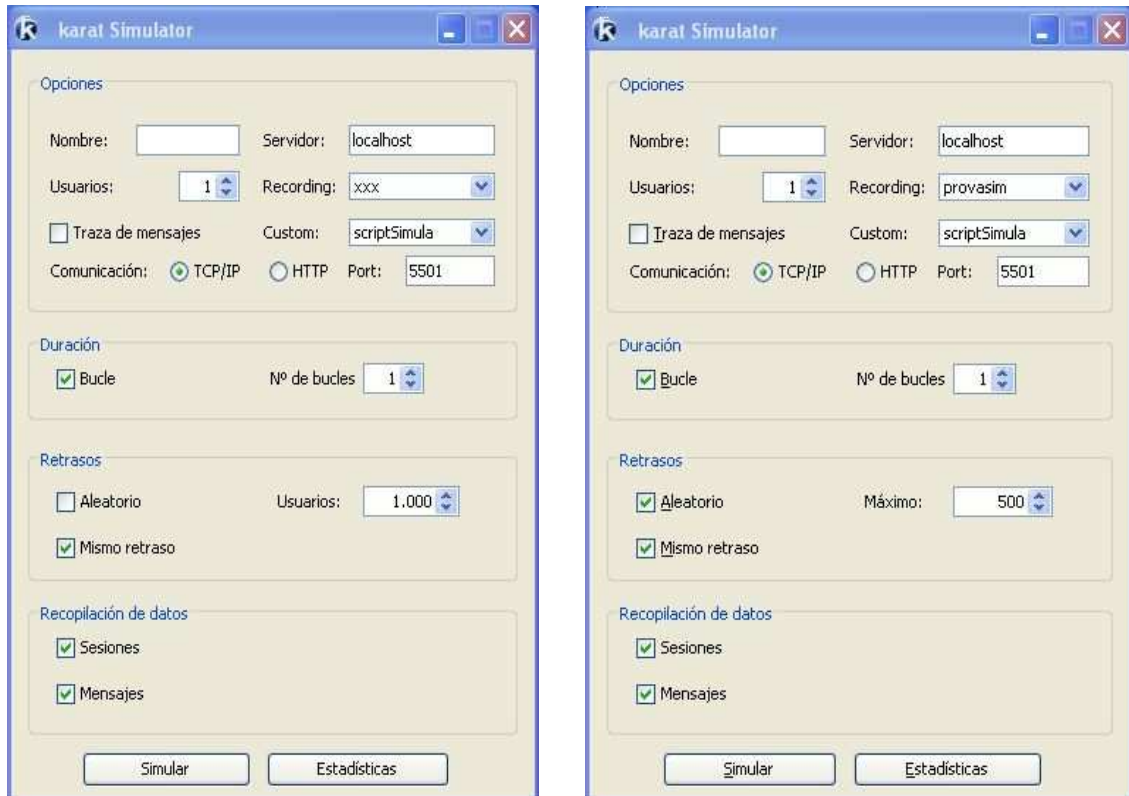 karat Simulator
Opciones
Nombre: Servidor: localhost
Usuarios: 1 Recording: xxx
Traza de mensajes Custom: scriptSimula
Comunicación: TCP/IP HTTP Port: 5501
Duración
Bucle Nº de bucles 1
Retrasos
Aleatorio Usuarios: 1.000
Mismo retraso
Recopilación de datos
Sesiones
Mensajes
Simular Estadísticas
karat Simulator
Opciones
Nombre: Servidor: localhost
Usuarios: 1 Recording: provasim
Traza de mensajes Custom: scriptSimula
Comunicación: TCP/IP HTTP Port: 5501
Duración
Bucle Nº de bucles 1
Retrasos
Aleatorio Máximo: 500
Mismo retraso
Recopilación de datos
Sesiones
Mensajes
Simular Estadísticas